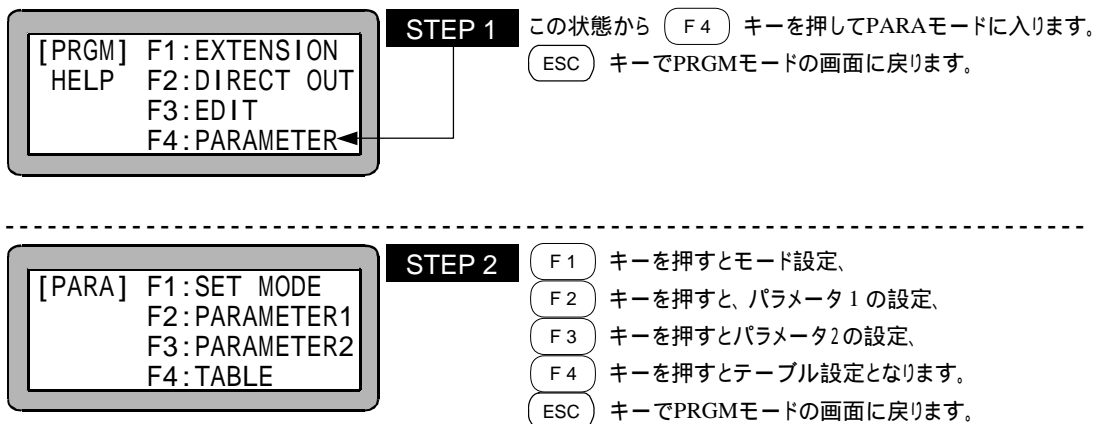 [PRGM] F1:EXTENSION
HELP F2:DIRECT OUT
F3:EDIT
F4:PARAMETER
STEP 1
この状態から F4 キーを押してPARAモードに入ります。
ESC キーでPRGMモードの画面に戻ります。
[PARA] F1:SET MODE
F2:PARAMETER1
F3:PARAMETER2
F4:TABLE
STEP 2
F1 キーを押すとモード設定、
F2 キーを押すと、パラメータ1の設定、
F3 キーを押すとパラメータ2の設定、
F4 キーを押すとテーブル設定となります。
ESC キーでPRGMモードの画面に戻ります。